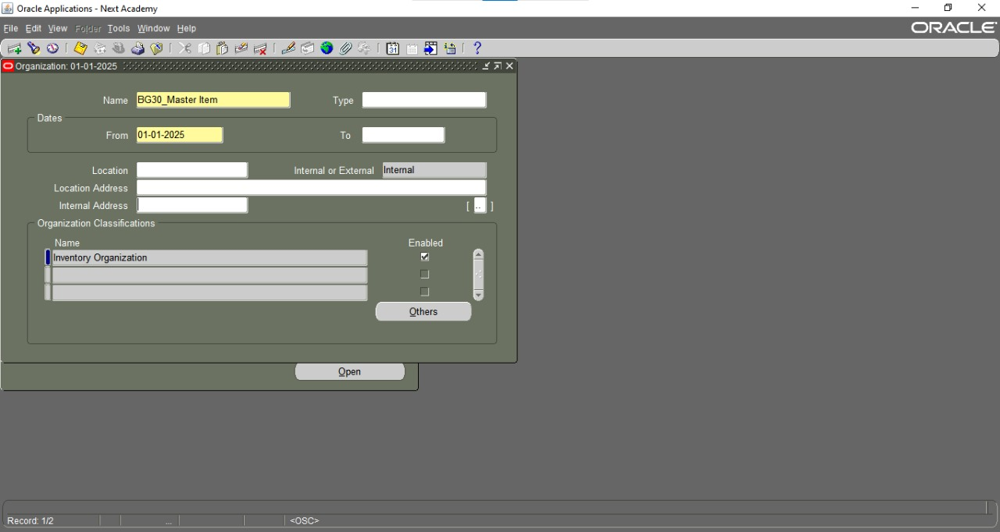 Oracle Applications - Next Academy
File Edit View Folder Tools Window Help
ORACLE
31 ?
Organization: 01-01-2025
Name BG30_Master Item Type
Dates
From 01-01-2025 To
Location Internal or External Internal
Location Address
Internal Address [ .. ]
Organization Classifications
Name Enabled
Inventory Organization
Others
Open
Record: 1/2 ... <OSC>